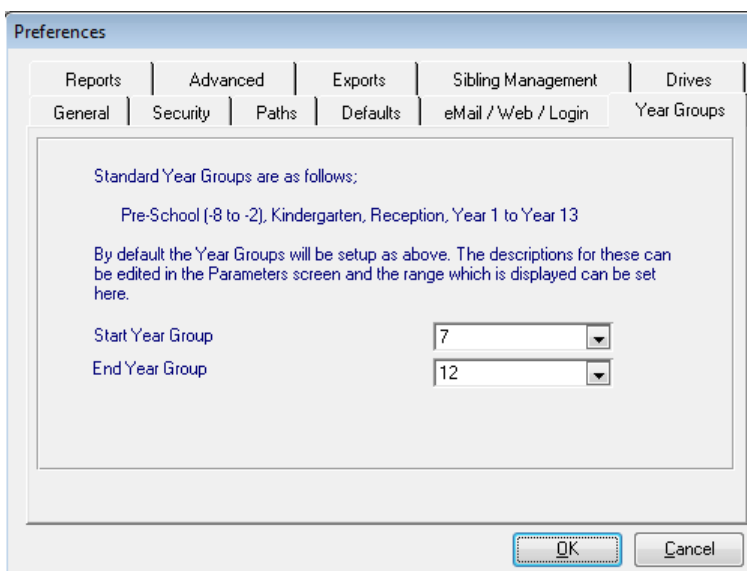 Preferences
Reports Advanced Exports Sibling Management Drives
General Security Paths Defaults eMail / Web / Login Year Groups
Standard Year Groups are as follows;
Pre-School (-8 to -2), Kindergarten, Reception, Year 1 to Year 13
By default the Year Groups will be setup as above. The descriptions for these can
be edited in the Parameters screen and the range which is displayed can be set
here.
Start Year Group 7
End Year Group 12
OK Cancel